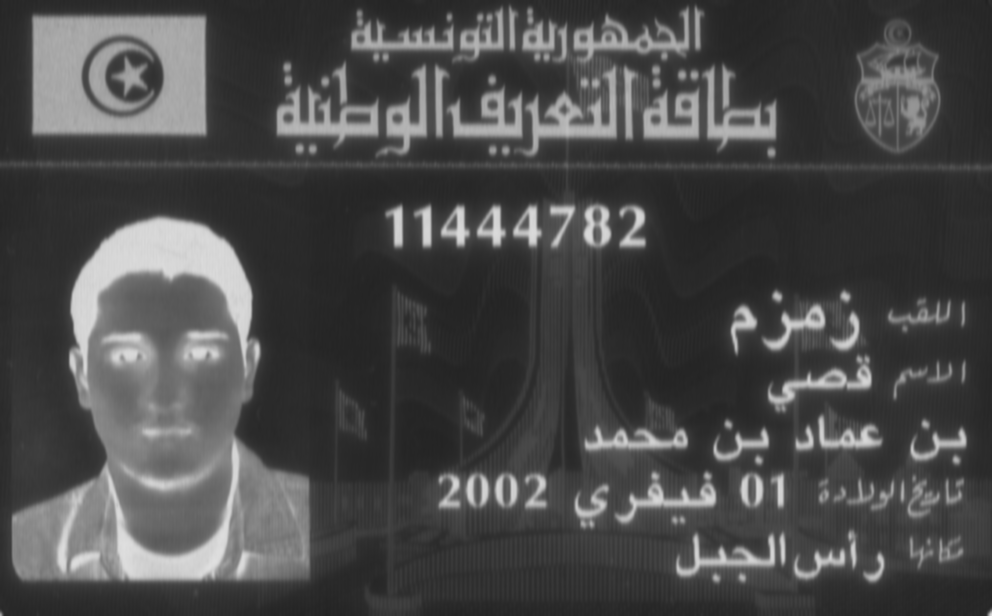 الجمهورية التونسية
بطاقة التعريف الوطنية
11444782
اللقب زمزم
الاسم قصي
بن عماد بن محمد
تاريخ الولادة 01 فيفري 2002
مكانها رأس الجبل